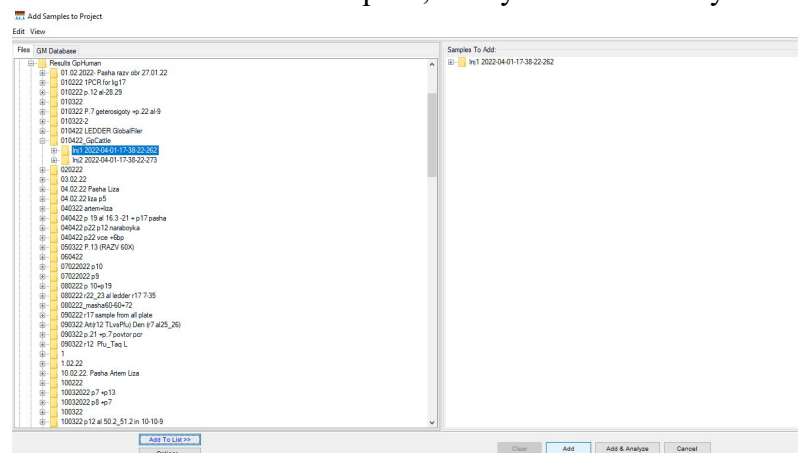 Add Samples to Project
Edit View
Files GM Database
Results GpHuman
01.02.2022- Pasha razv obr 27.01.22
010222 1PCR for lig17
010222 p.12 al-28.29
010322
010322 P.7 geterosigoty +p.22 al-9
010322-2
010422 LEDDER GlobalFiler
010422_GpCattle
Inj1 2022-04-01-17-38-22-262
Inj2 2022-04-01-17-38-22-273
020222
03.02.22
04.02.22 Pasha Liza
04.02.22 liza p5
040322 artem+liza
040422 p 19 al 16.3 -21 + p17 pasha
040422 p22 p12 naraboyka
040422 p22 vce +6bp
050322 P.13 (RAZV 60X)
060422
07022022 p10
07022022 p9
080222 p 10+p19
080222 r22_23 al ledder r17 7-35
080222_masha60-60+72
090222 r17 sample from all plate
090322 Art(r12 TLvsPfu) Den (r7 al25_26)
090322 p.21 +p.7 povtor pcr
090322 r12 Pfu_Taq L
1
1.02.22
10.02.22. Pasha Artem Liza
100222
10032022 p7 +p13
10032022 p8 +p7
100322
100322 p12 al 50.2_51.2 in 10-10-9
Add To List >>
Samples To Add:
Inj1 2022-04-01-17-38-22-262
Clear Add Add & Analyze Cancel